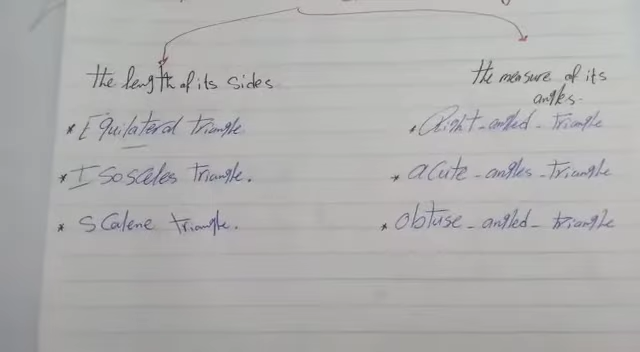 the length of its sides
* Equilateral triangle
* Isosceles triangle.
* Scalene triangle.
the measure of its
angles.
* Right-angled-triangle
* acute-angles-triangle
* obtuse-angled-triangle